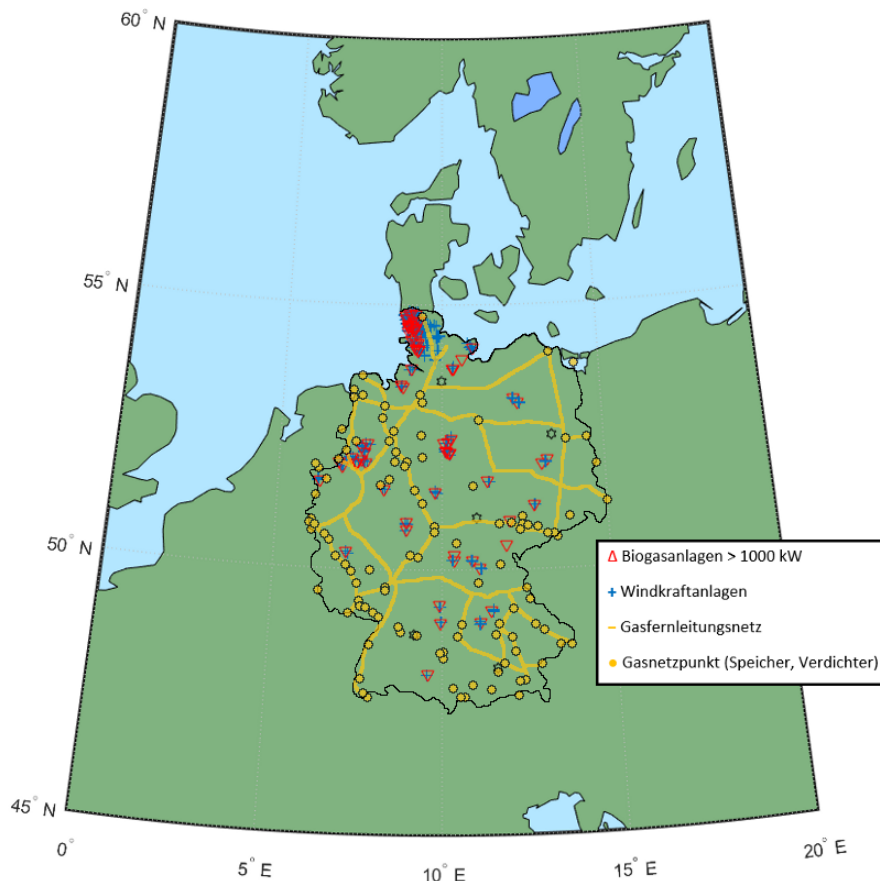 60° N
55° N
50° N
45° N
Δ Biogasanlagen > 1000 kW
+ Windkraftanlagen
– Gasfernleitungsnetz
● Gasnetzpunkt (Speicher, Verdichter)
0°
5° E
10° E
15° E
20° E